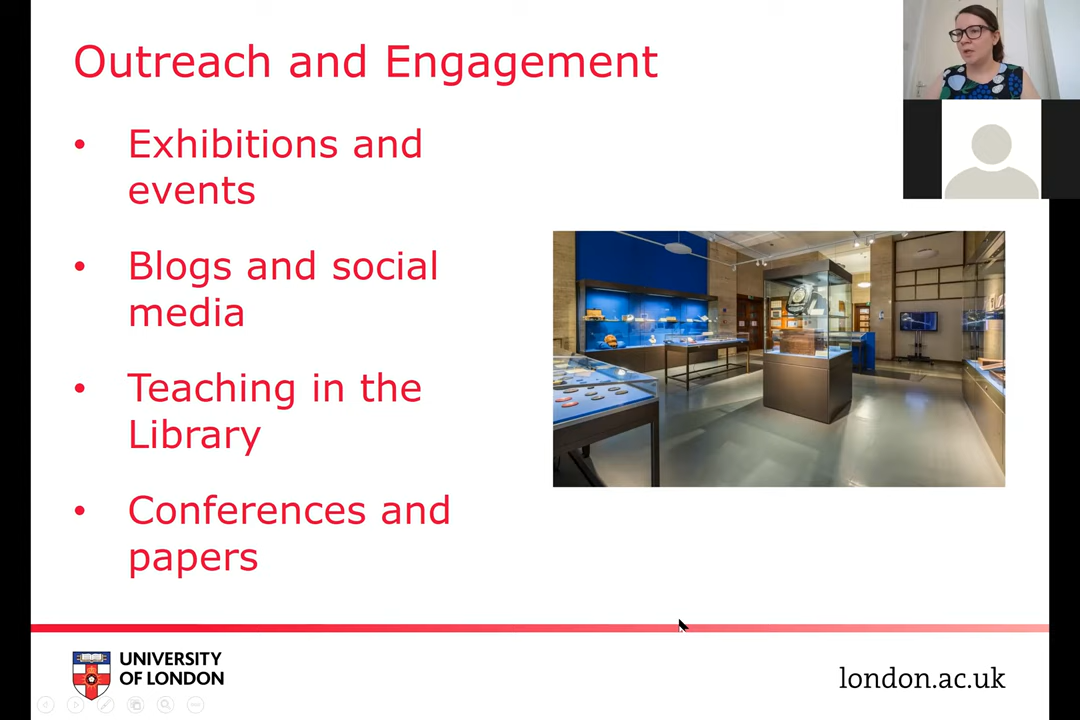 Outreach and Engagement
• Exhibitions and
events
• Blogs and social
media
• Teaching in the
Library
• Conferences and
papers
UNIVERSITY
OF LONDON
london.ac.uk